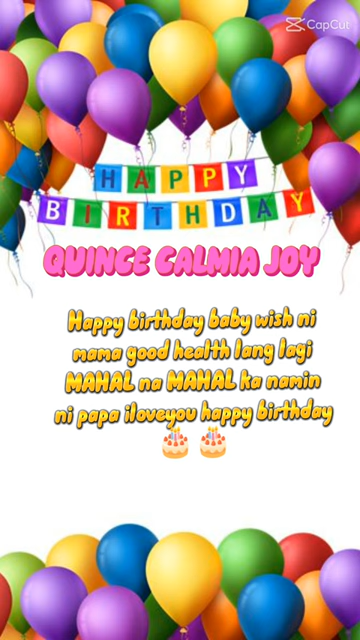 CapCut
HAPPY
BIRTHDAY
QUINCE CALMIA JOY
Happy birthday baby wish ni
mama good health lang lagi
MAHAL na MAHAL ka namin
ni papa iloveyou happy birthday